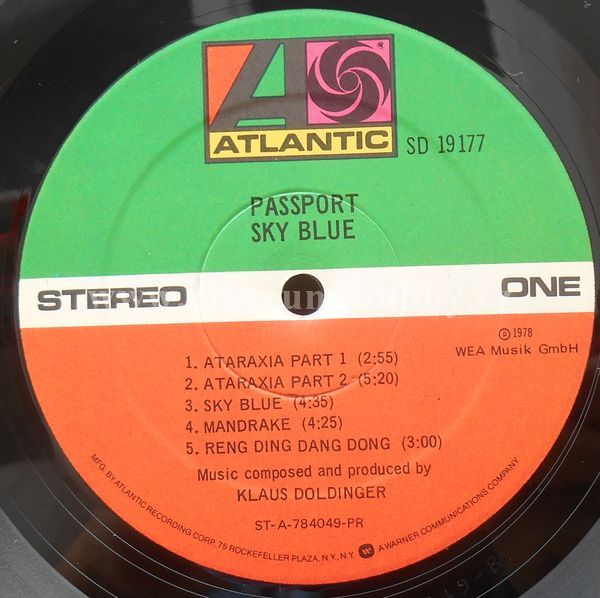 ATLANTIC
®
SD 19177
PASSPORT
SKY BLUE
STEREO
ONE
℗ 1978
WEA Musik GmbH
1. ATARAXIA PART 1 (2:55)
2. ATARAXIA PART 2 (5:20)
3. SKY BLUE (4:35)
4. MANDRAKE (4:25)
5. RENG DING DANG DONG (3:00)
Music composed and produced by
KLAUS DOLDINGER
ST-A-784049-PR
MFG. BY ATLANTIC RECORDING CORP. 75 ROCKEFELLER PLAZA, N.Y. N.Y. A WARNER COMMUNICATIONS COMPANY